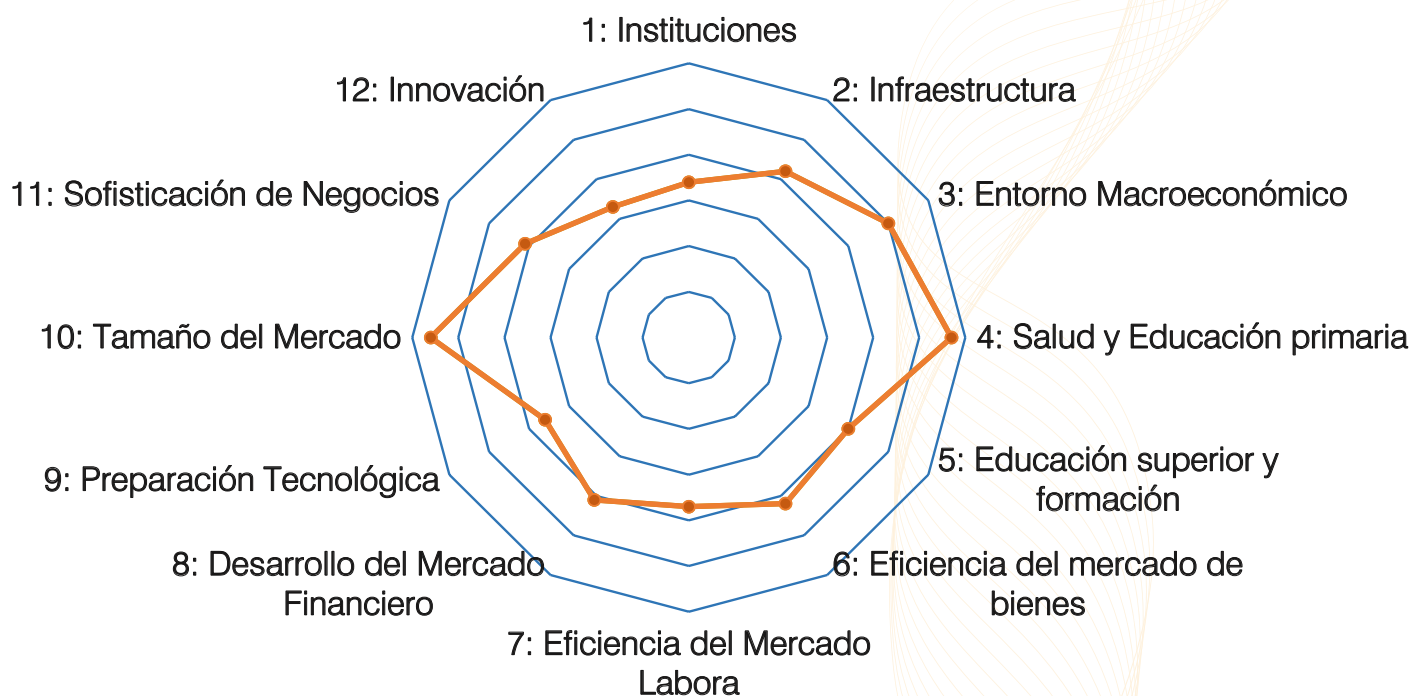 1: Instituciones
2: Infraestructura
3: Entorno Macroeconómico
4: Salud y Educación primaria
5: Educación superior y
formación
6: Eficiencia del mercado de
bienes
7: Eficiencia del Mercado
Labora
8: Desarrollo del Mercado
Financiero
9: Preparación Tecnológica
10: Tamaño del Mercado
11: Sofisticación de Negocios
12: Innovación